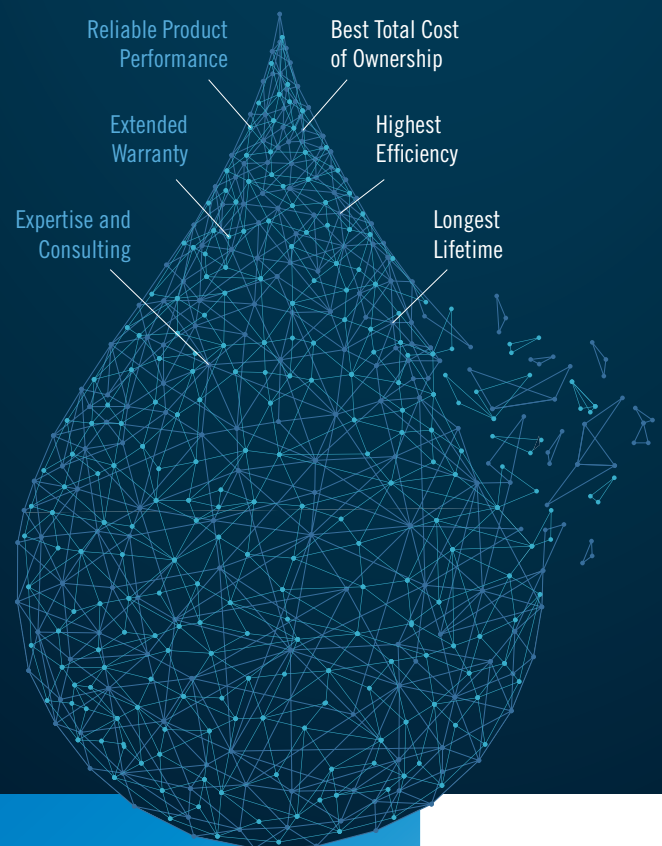 Reliable Product
Performance
Best Total Cost
of Ownership
Extended
Warranty
Highest
Efficiency
Expertise and
Consulting
Longest
Lifetime